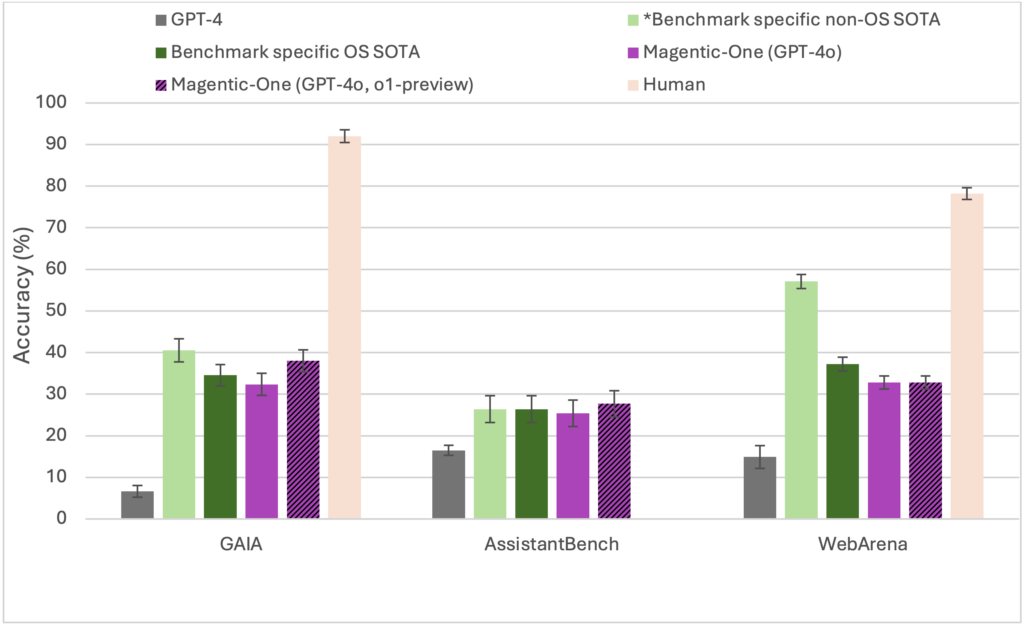 GPT-4
*Benchmark specific non-OS SOTA
Benchmark specific OS SOTA
Magentic-One (GPT-4o)
Magentic-One (GPT-4o, o1-preview)
Human
Accuracy (%)
100
90
80
70
60
50
40
30
20
10
0
GAIA
AssistantBench
WebArena